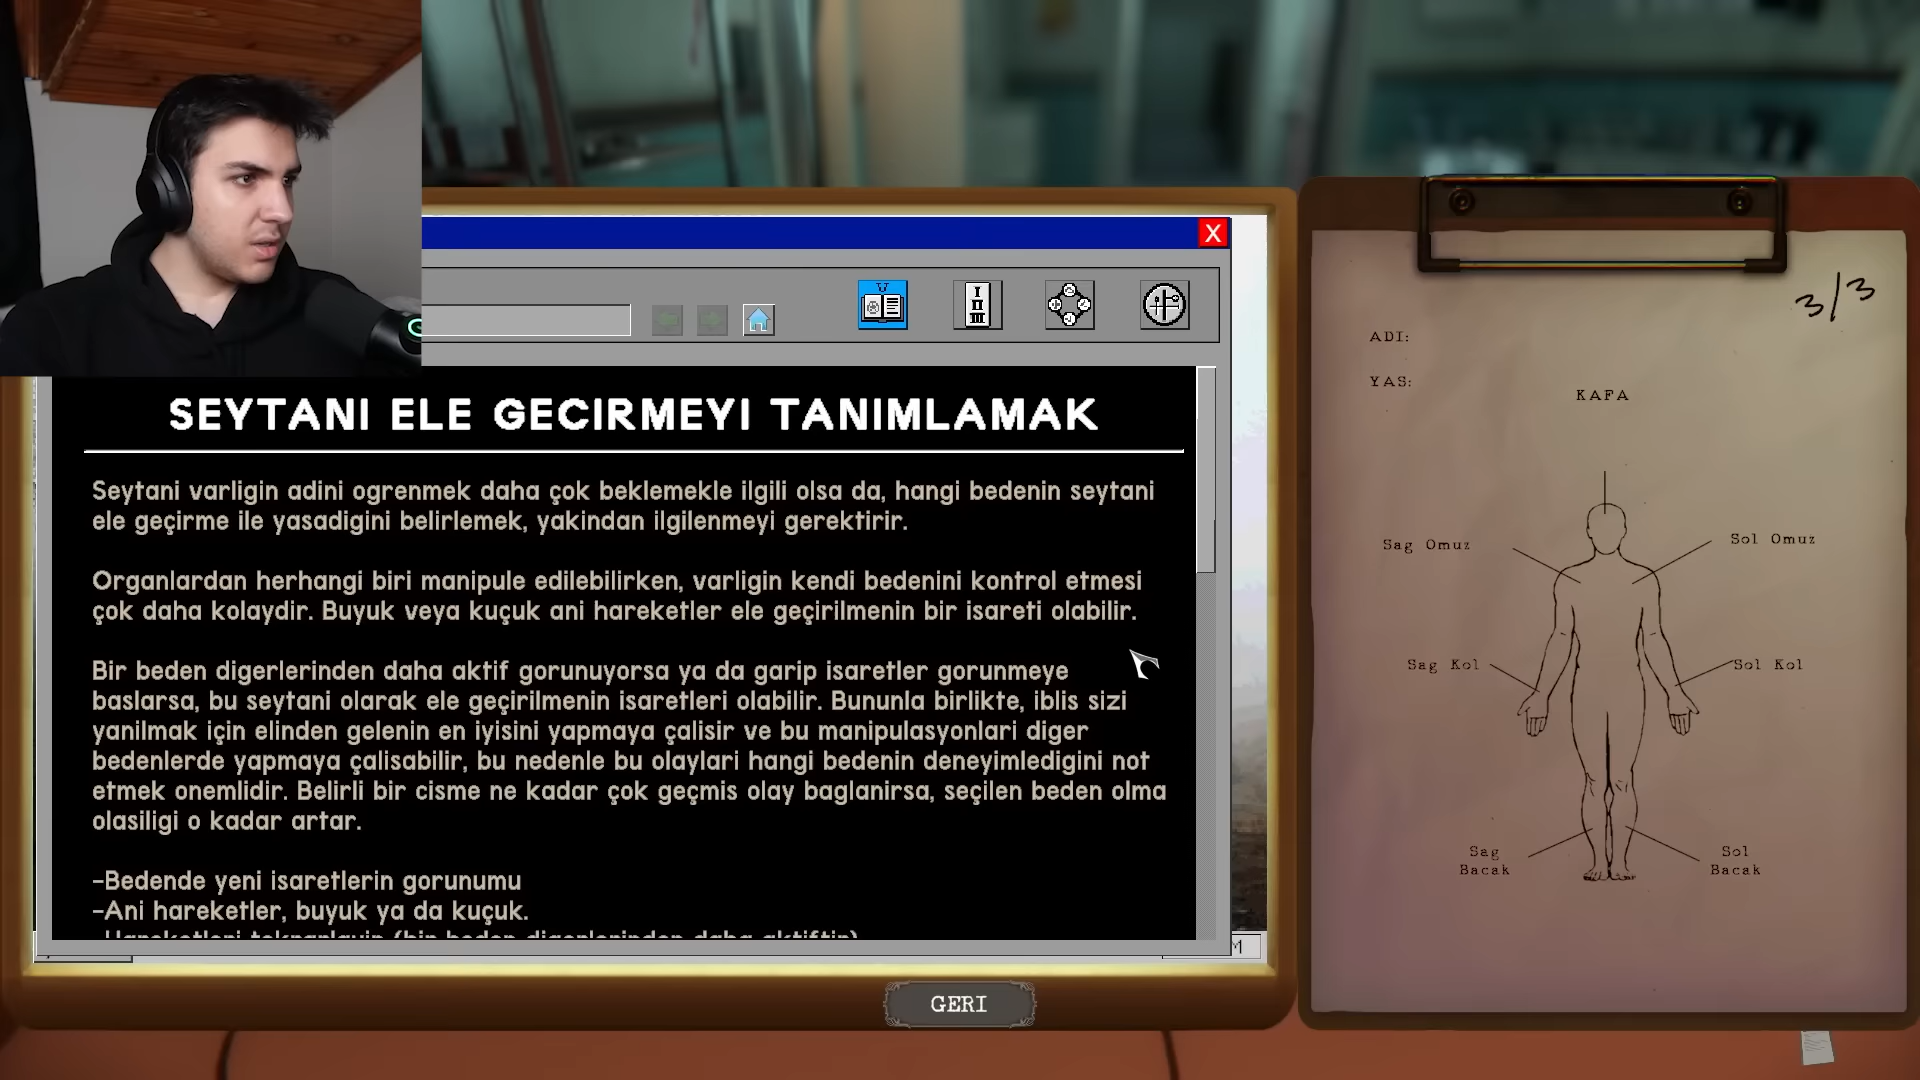 X
SEYTANI ELE GECIRMEYI TANIMLAMAK
Seytani varligin adini ogrenmek daha çok beklemekle ilgili olsa da, hangi bedenin seytani
ele geçirme ile yasadigini belirlemek, yakindan ilgilenmeyi gerektirir.
Organlardan herhangi biri manipule edilebilirken, varligin kendi bedenini kontrol etmesi
çok daha kolaydir. Buyuk veya kuçuk ani hareketler ele geçirilmenin bir isareti olabilir.
Bir beden digerlerinden daha aktif gorunuyorsa ya da garip isaretler gorunmeye
baslarsa, bu seytani olarak ele geçirilmenin isaretleri olabilir. Bununla birlikte, iblis sizi
yanilmak için elinden gelenin en iyisini yapmaya çalisir ve bu manipulasyonlari diger
bedenlerde yapmaya çalisabilir, bu nedenle bu olaylari hangi bedenin deneyimledigini not
etmek onemlidir. Belirli bir cisme ne kadar çok geçmis olay baglanirsa, seçilen beden olma
olasiligi o kadar artar.
-Bedende yeni isaretlerin gorunumu
-Ani hareketler, buyuk ya da kuçuk.
-Hareketleri tekrarlayin (bir beden digerlerinden daha aktiftir)
GERI
3/3
ADI:
YAS:
KAFA
Sag Omuz
Sol Omuz
Sag Kol
Sol Kol
Sag
Bacak
Sol
Bacak